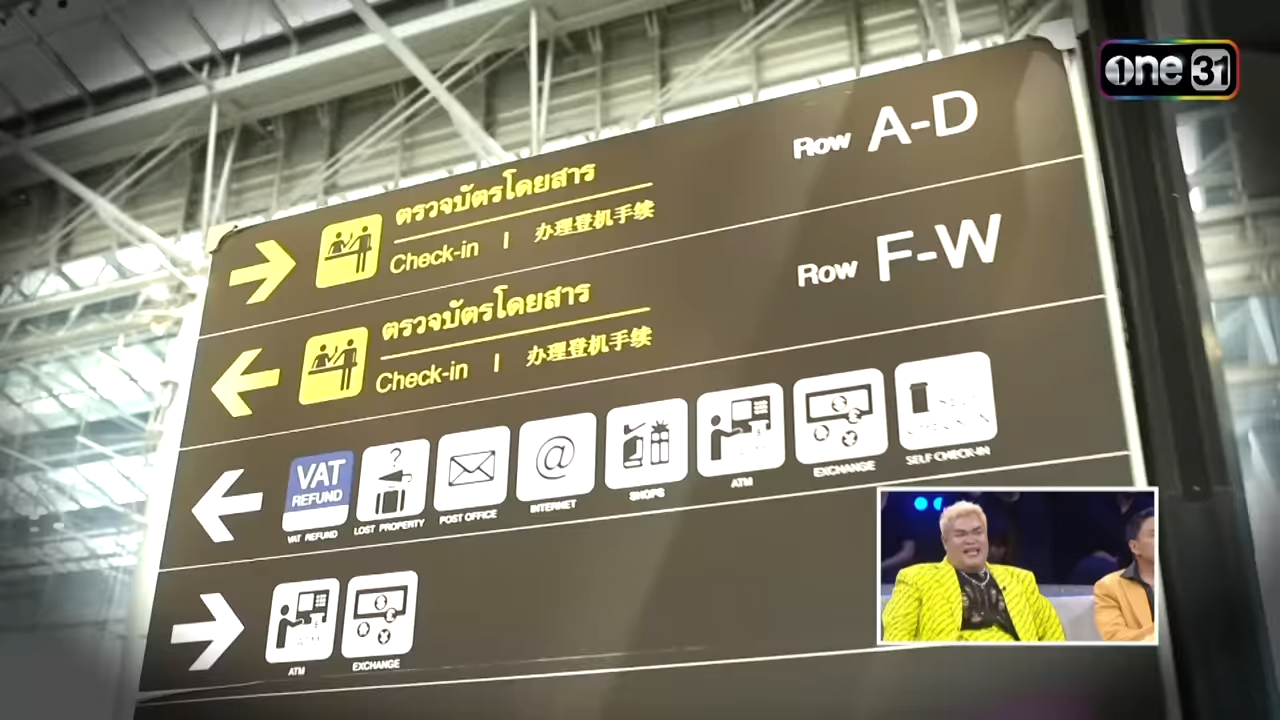 one 31
ตรวจบัตรโดยสาร
Check-in | 办理登机手续
Row A-D
ตรวจบัตรโดยสาร
Check-in | 办理登机手续
Row F-W
VAT
REFUND
VAT REFUND
?
LOST PROPERTY
POST OFFICE
@
INTERNET
SHOPS
ATM
EXCHANGE
SELF CHECK-IN
ATM
EXCHANGE